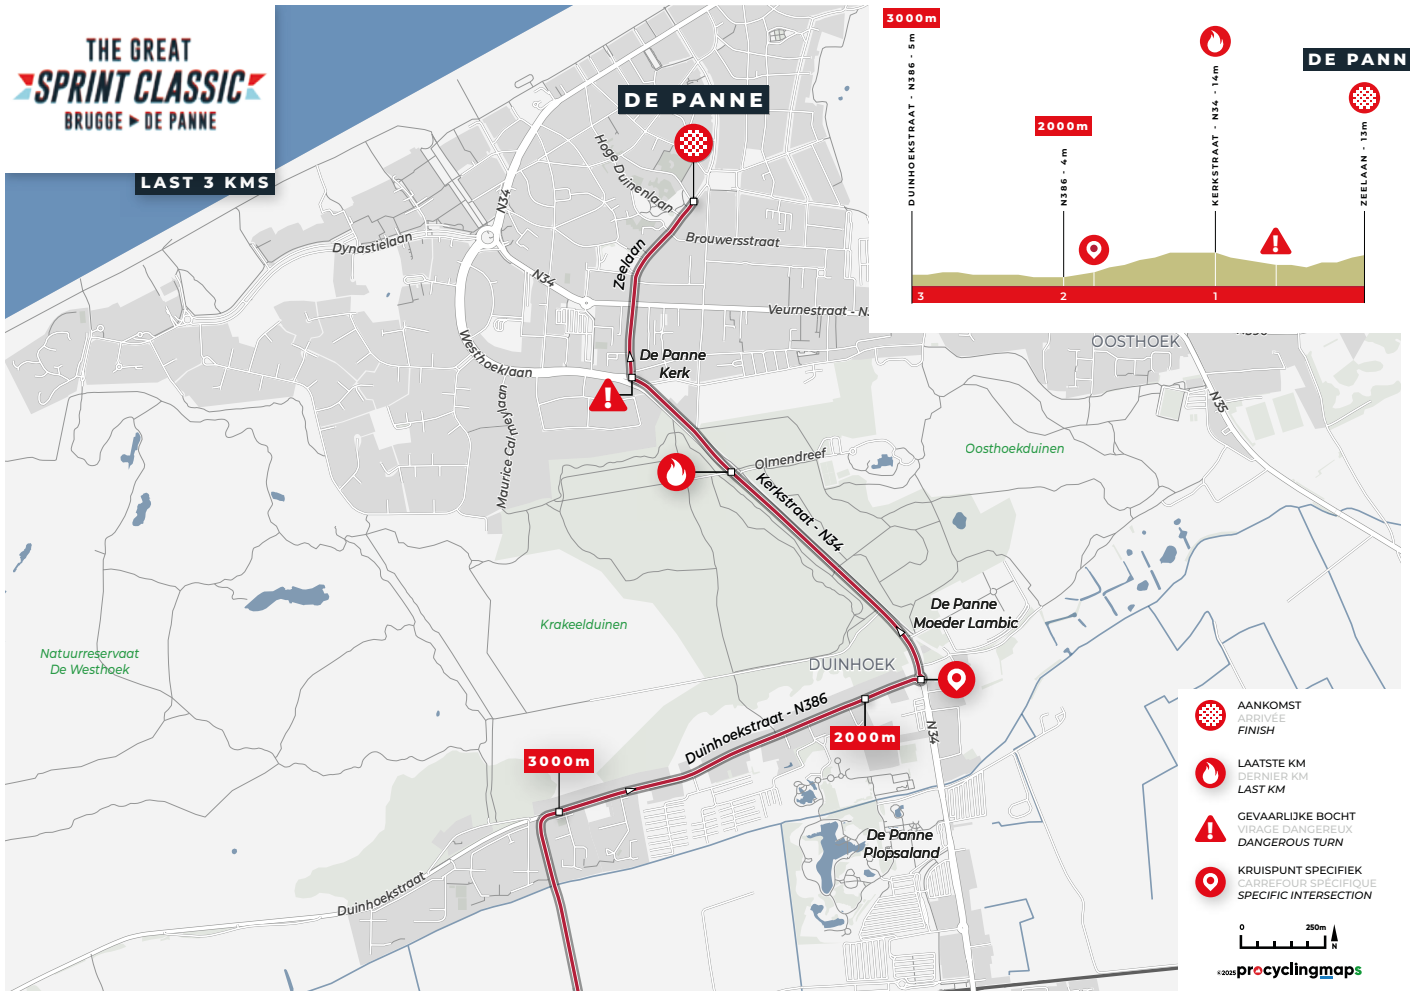 THE GREAT
SPRINT CLASSIC
BRUGGE ▸ DE PANNE
LAST 3 KMS
DE PANNE
Hoge Duinenlaan
N34
Dynastielaan
Zeelaan
Brouwersstraat
N34
Veurnestraat - N
Westhoeklaan
De Panne
Kerk
Maurice Calmeynlaan
Olmendreef
Kerkstraat - N34
Oosthoekduinen
OOSTHOEK
N35
Krakeelduinen
Natuurreservaat
De Westhoek
De Panne
Moeder Lambic
DUINHOEK
Duinhoekstraat - N386
2000m
N34
3000m
De Panne
Plopsaland
Duinhoekstraat
3000m
DUINHOEKSTRAAT - N386 - 5m
2000m
N386 - 4m
KERKSTRAAT - N34 - 14m
DE PANN
ZEELAAN - 13m
3
2
1
AANKOMST
ARRIVÉE
FINISH
LAATSTE KM
DERNIER KM
LAST KM
GEVAARLIJKE BOCHT
VIRAGE DANGEREUX
DANGEROUS TURN
KRUISPUNT SPECIFIEK
CARREFOUR SPÉCIFIQUE
SPECIFIC INTERSECTION
0 250m
N
©2025 procyclingmaps